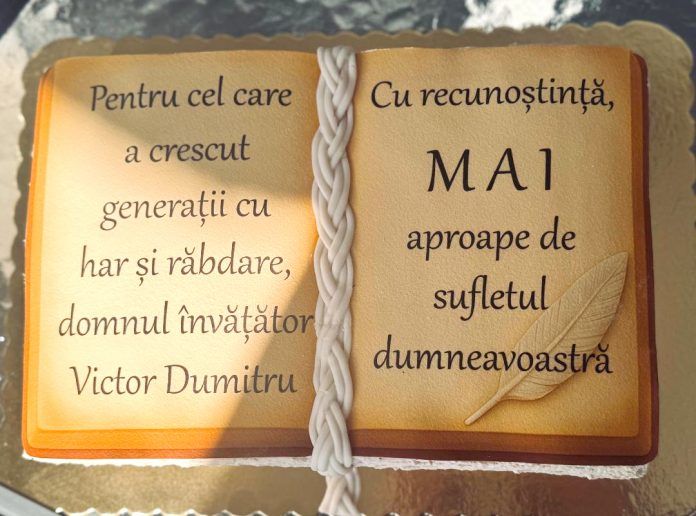 Pentru cel care
a crescut
generații cu
har și răbdare,
domnul învățător
Victor Dumitru
Cu recunoștință,
MAI
aproape de
sufletul
dumneavoastră